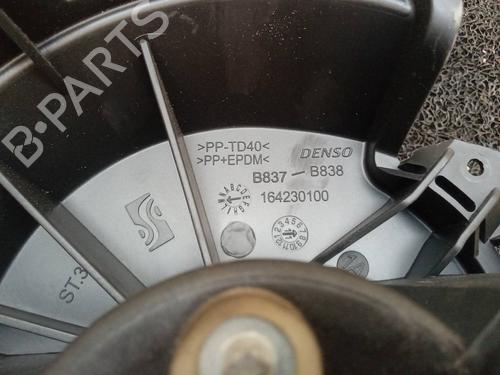 B-PARTS
>PP-TD40<
>PP+EPDM<
DENSO
B837-B838
164230100
ST.3